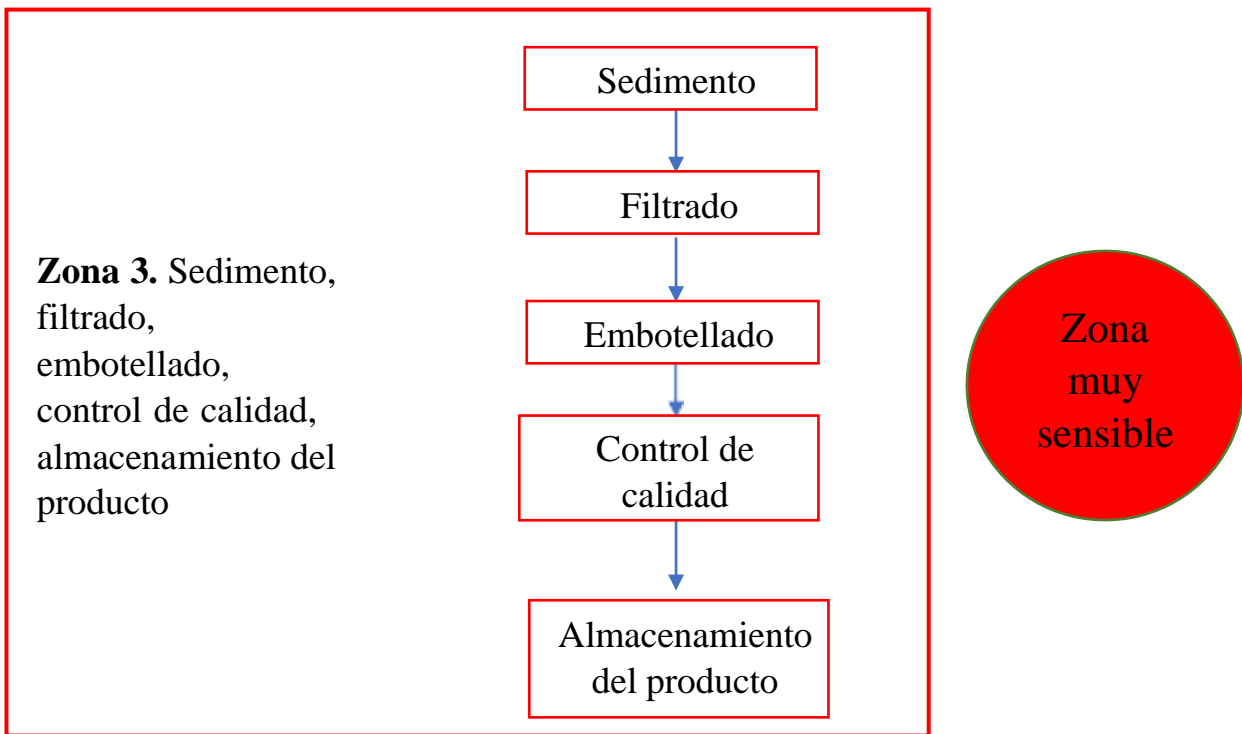 Sedimento
Filtrado
Zona 3. Sedimento,
filtrado,
embotellado,
control de calidad,
almacenamiento del
producto
Embotellado
Control de
calidad
Almacenamiento
del producto
Zona
muy
sensible